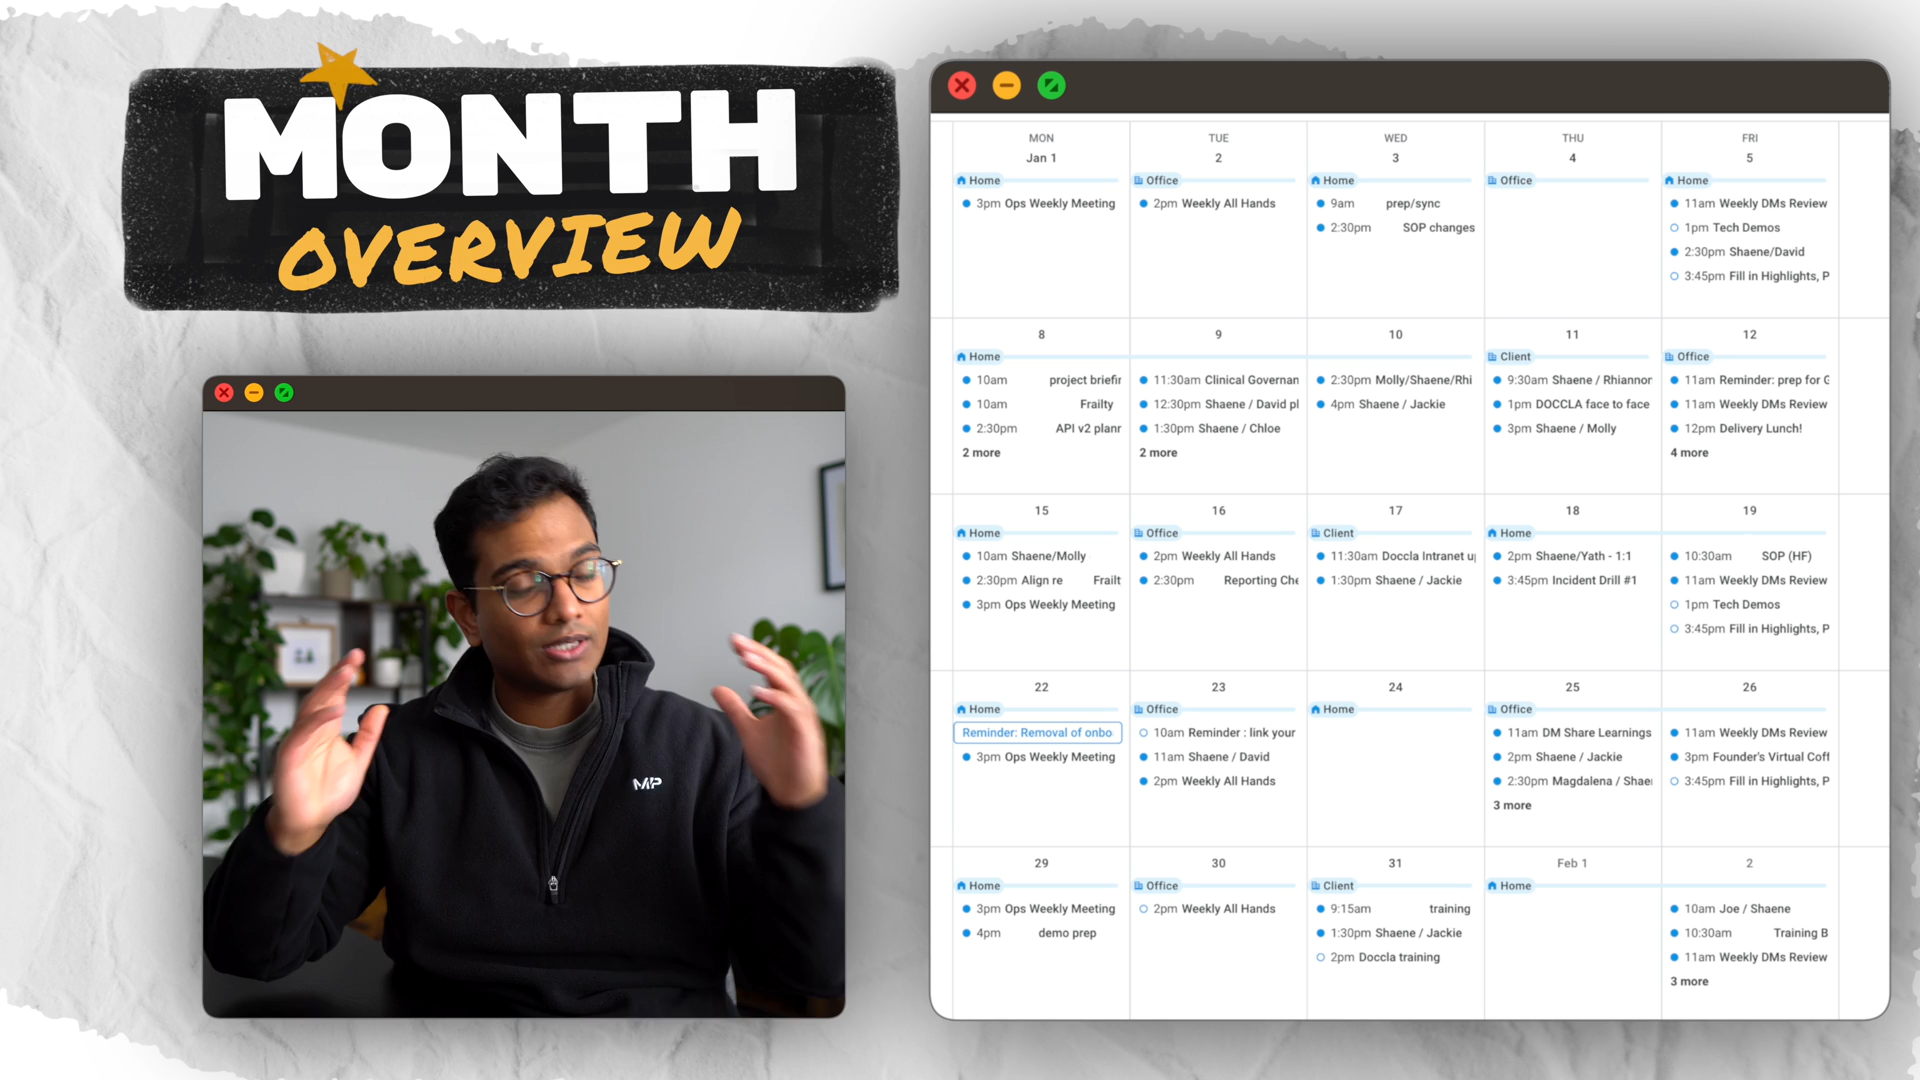 MONTH
OVERVIEW
MP
MON TUE WED THU FRI
Jan 1 2 3 4 5
Home Office Home Office Home
3pm Ops Weekly Meeting
2pm Weekly All Hands
9am prep/sync
2:30pm SOP changes
11am Weekly DMs Review
1pm Tech Demos
2:30pm Shaene/David
3:45pm Fill in Highlights, P
8 9 10 11 12
Home Client Office
10am project briefin
10am Frailty
2:30pm API v2 plann
2 more
11:30am Clinical Governan
12:30pm Shaene / David pl
1:30pm Shaene / Chloe
2 more
2:30pm Molly/Shaene/Rhi
4pm Shaene / Jackie
9:30am Shaene / Rhiannon
1pm DOCCLA face to face
3pm Shaene / Molly
11am Reminder: prep for G
11am Weekly DMs Review
12pm Delivery Lunch!
4 more
15 16 17 18 19
Home Office Client Home
10am Shaene/Molly
2:30pm Align re Frailt
3pm Ops Weekly Meeting
2pm Weekly All Hands
2:30pm Reporting Che
11:30am Doccla Intranet u
1:30pm Shaene / Jackie
2pm Shaene/Yath - 1:1
3:45pm Incident Drill #1
10:30am SOP (HF)
11am Weekly DMs Review
1pm Tech Demos
3:45pm Fill in Highlights, P
22 23 24 25 26
Home Office Home Office
Reminder: Removal of onbo
3pm Ops Weekly Meeting
10am Reminder : link your
11am Shaene / David
2pm Weekly All Hands
11am DM Share Learnings
2pm Shaene / Jackie
2:30pm Magdalena / Shae
3 more
11am Weekly DMs Review
3pm Founder's Virtual Coff
3:45pm Fill in Highlights, P
29 30 31 Feb 1 2
Home Office Client Home
3pm Ops Weekly Meeting
4pm demo prep
2pm Weekly All Hands
9:15am training
1:30pm Shaene / Jackie
2pm Doccla training
10am Joe / Shaene
10:30am Training B
11am Weekly DMs Review
3 more